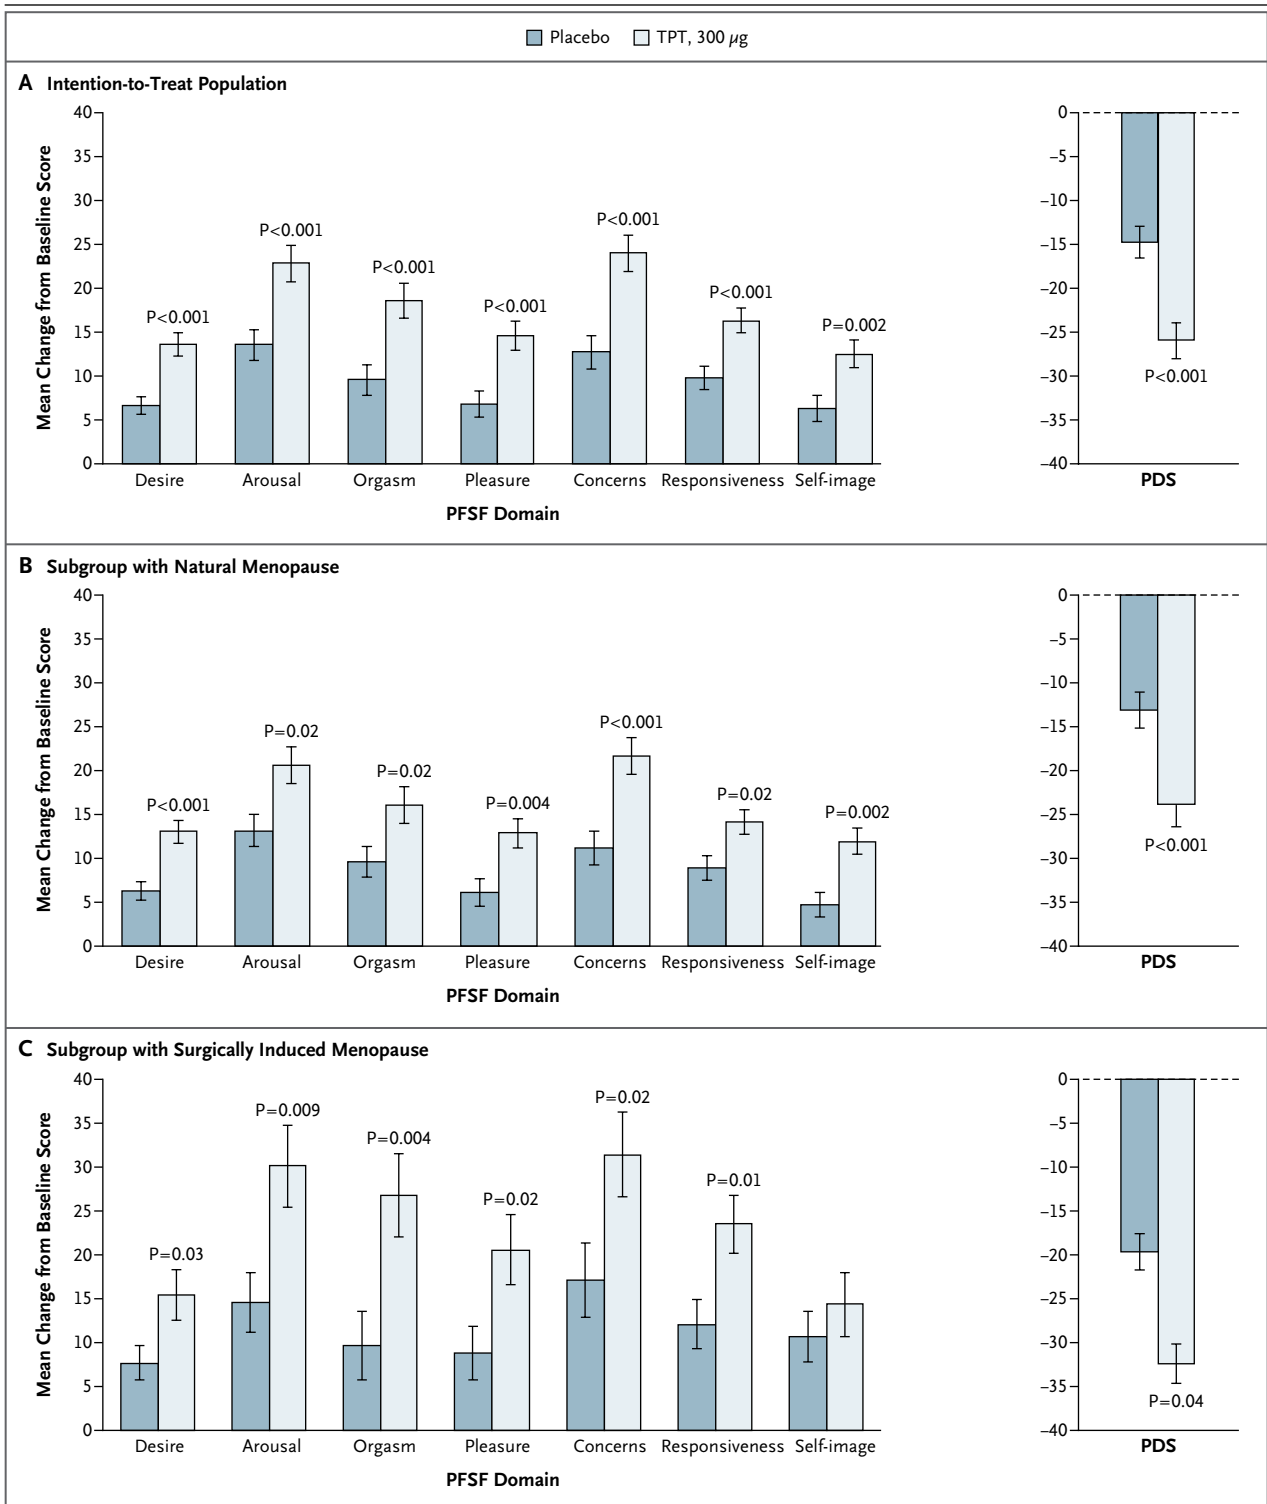 Placebo TPT, 300 µg
A Intention-to-Treat Population
Mean Change from Baseline Score
40
35
30
25
20
15
10
5
0
P<0.001
P<0.001
P<0.001
P<0.001
P<0.001
P<0.001
P=0.002
Desire Arousal Orgasm Pleasure Concerns Responsiveness Self-image
PFSF Domain
0
–5
–10
–15
–20
–25
–30
–35
–40
P<0.001
PDS
B Subgroup with Natural Menopause
Mean Change from Baseline Score
40
35
30
25
20
15
10
5
0
P<0.001
P=0.02
P=0.02
P=0.004
P<0.001
P=0.02
P=0.002
Desire Arousal Orgasm Pleasure Concerns Responsiveness Self-image
PFSF Domain
0
–5
–10
–15
–20
–25
–30
–35
–40
P<0.001
PDS
C Subgroup with Surgically Induced Menopause
Mean Change from Baseline Score
40
35
30
25
20
15
10
5
0
P=0.03
P=0.009
P=0.004
P=0.02
P=0.02
P=0.01
Desire Arousal Orgasm Pleasure Concerns Responsiveness Self-image
PFSF Domain
0
–5
–10
–15
–20
–25
–30
–35
–40
P=0.04
PDS